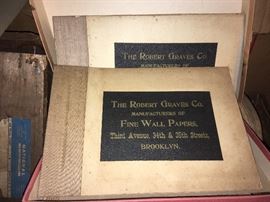 THE ROBERT GRAVES CO.
MANUFACTURERS OF
THE ROBERT GRAVES CO.
MANUFACTURERS OF
FINE WALL PAPERS,
Third Avenue, 34th & 35th Streets,
BROOKLYN.
NATIONAL